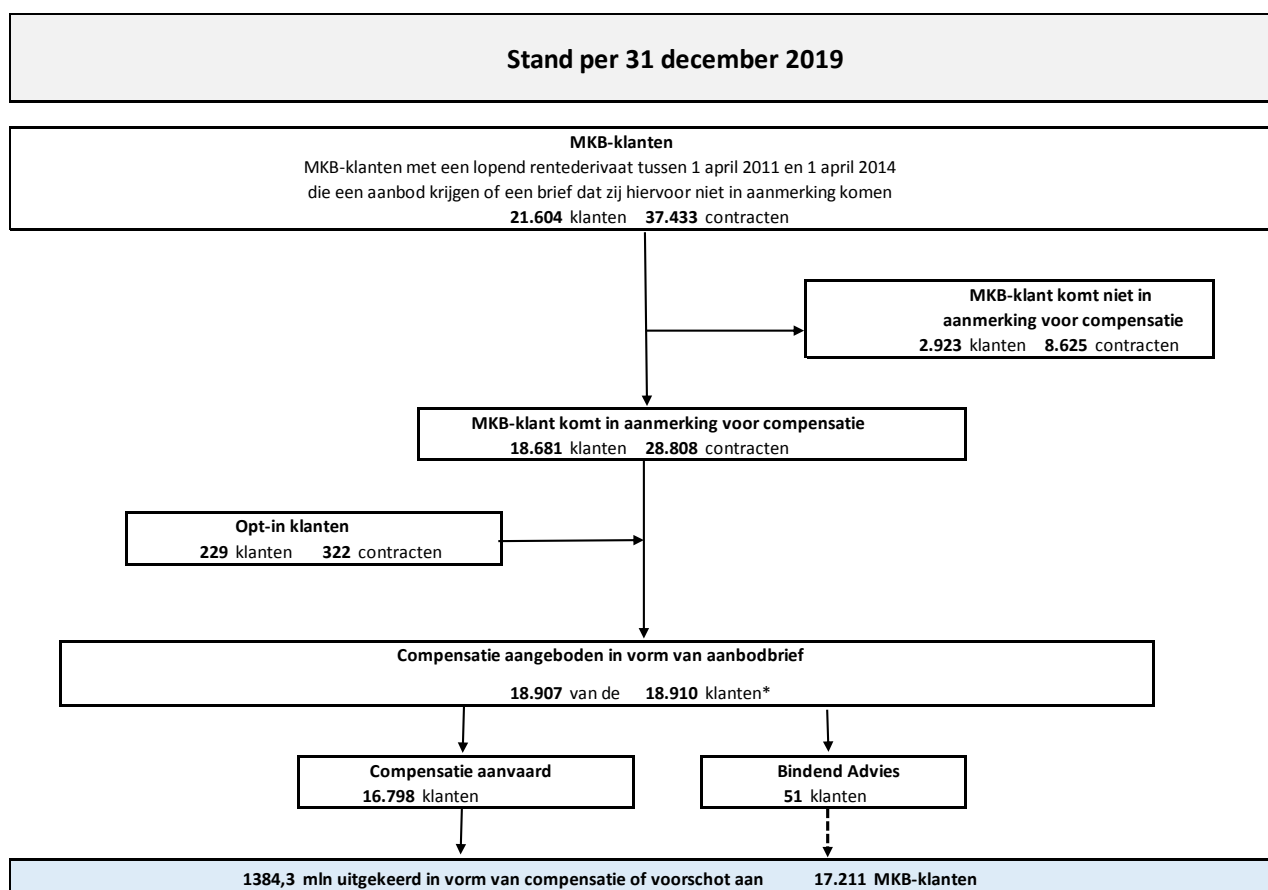 Stand per 31 december 2019
MKB-klanten
MKB-klanten met een lopend rentederivaat tussen 1 april 2011 en 1 april 2014
die een aanbod krijgen of een brief dat zij hiervoor niet in aanmerking komen
21.604 klanten 37.433 contracten
MKB-klant komt niet in
aanmerking voor compensatie
2.923 klanten 8.625 contracten
MKB-klant komt in aanmerking voor compensatie
18.681 klanten 28.808 contracten
Opt-in klanten
229 klanten 322 contracten
Compensatie aangeboden in vorm van aanbodbrief
18.907 van de 18.910 klanten*
Compensatie aanvaard
16.798 klanten
Bindend Advies
51 klanten
1384,3 mln uitgekeerd in vorm van compensatie of voorschot aan 17.211 MKB-klanten